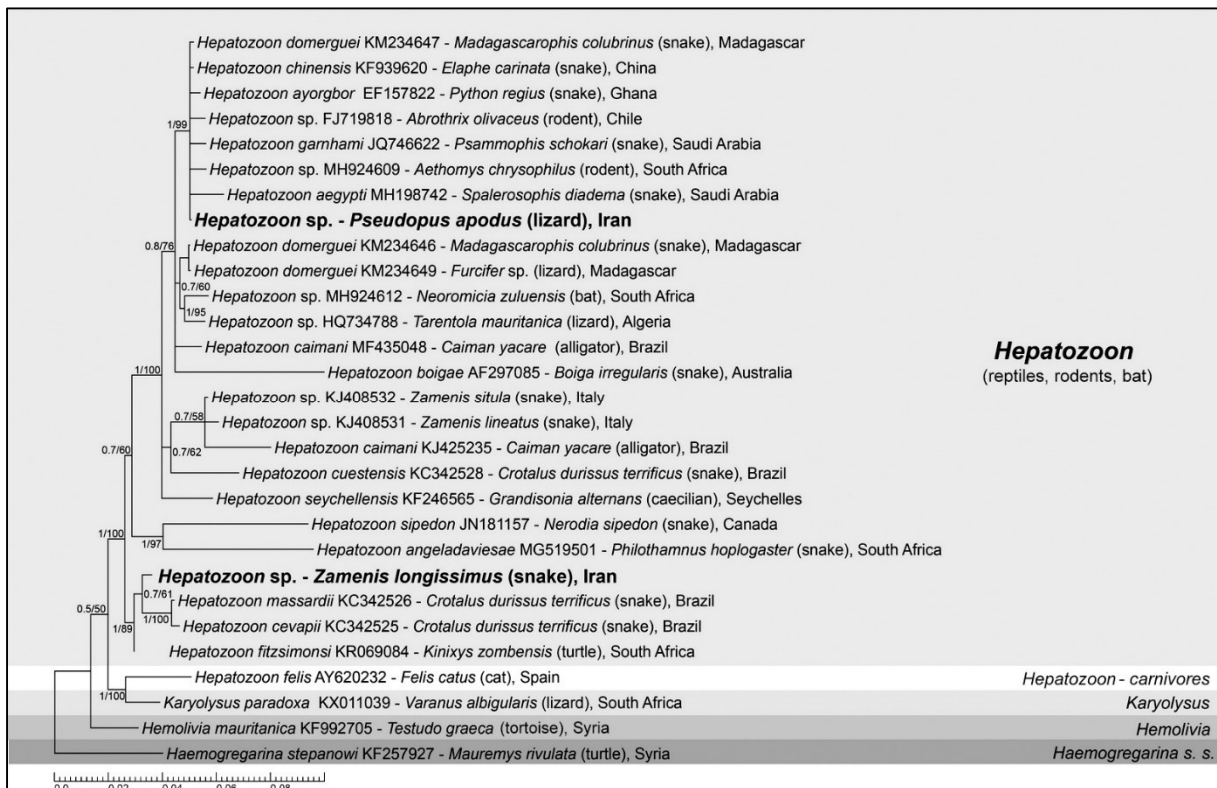 Hepatozoon domerguei KM234647 - Madagascarophis colubrinus (snake), Madagascar
Hepatozoon chinensis KF939620 - Elaphe carinata (snake), China
Hepatozoon ayorgbor EF157822 - Python regius (snake), Ghana
Hepatozoon sp. FJ719818 - Abrothrix olivaceus (rodent), Chile
1/99
Hepatozoon garnhami JQ746622 - Psammophis schokari (snake), Saudi Arabia
Hepatozoon sp. MH924609 - Aethomys chrysophilus (rodent), South Africa
Hepatozoon aegypti MH198742 - Spalerosophis diadema (snake), Saudi Arabia
Hepatozoon sp. - Pseudopus apodus (lizard), Iran
0.8/76
Hepatozoon domerguei KM234646 - Madagascarophis colubrinus (snake), Madagascar
Hepatozoon domerguei KM234649 - Furcifer sp. (lizard), Madagascar
0.7/60
Hepatozoon sp. MH924612 - Neoromicia zuluensis (bat), South Africa
1/95
Hepatozoon sp. HQ734788 - Tarentola mauritanica (lizard), Algeria
Hepatozoon caimani MF435048 - Caiman yacare (alligator), Brazil
Hepatozoon
(reptiles, rodents, bat)
1/100
Hepatozoon boigae AF297085 - Boiga irregularis (snake), Australia
Hepatozoon sp. KJ408532 - Zamenis situla (snake), Italy
0.7/58
Hepatozoon sp. KJ408531 - Zamenis lineatus (snake), Italy
0.7/60
0.7/62
Hepatozoon caimani KJ425235 - Caiman yacare (alligator), Brazil
Hepatozoon cuestensis KC342528 - Crotalus durissus terrificus (snake), Brazil
Hepatozoon seychellensis KF246565 - Grandisonia alternans (caecilian), Seychelles
Hepatozoon sipedon JN181157 - Nerodia sipedon (snake), Canada
1/100
1/97
Hepatozoon angeladaviesae MG519501 - Philothamnus hoplogaster (snake), South Africa
Hepatozoon sp. - Zamenis longissimus (snake), Iran
0.7/61
Hepatozoon massardii KC342526 - Crotalus durissus terrificus (snake), Brazil
0.5/50
1/100
Hepatozoon cevapii KC342525 - Crotalus durissus terrificus (snake), Brazil
1/89
Hepatozoon fitzsimonsi KR069084 - Kinixys zombensis (turtle), South Africa
Hepatozoon felis AY620232 - Felis catus (cat), Spain
Hepatozoon - carnivores
1/100
Karyolysus paradoxa KX011039 - Varanus albigularis (lizard), South Africa
Karyolysus
Hemolivia mauritanica KF992705 - Testudo graeca (tortoise), Syria
Hemolivia
Haemogregarina stepanowi KF257927 - Mauremys rivulata (turtle), Syria
Haemogregarina s. s.
0.0 0.02 0.04 0.06 0.08